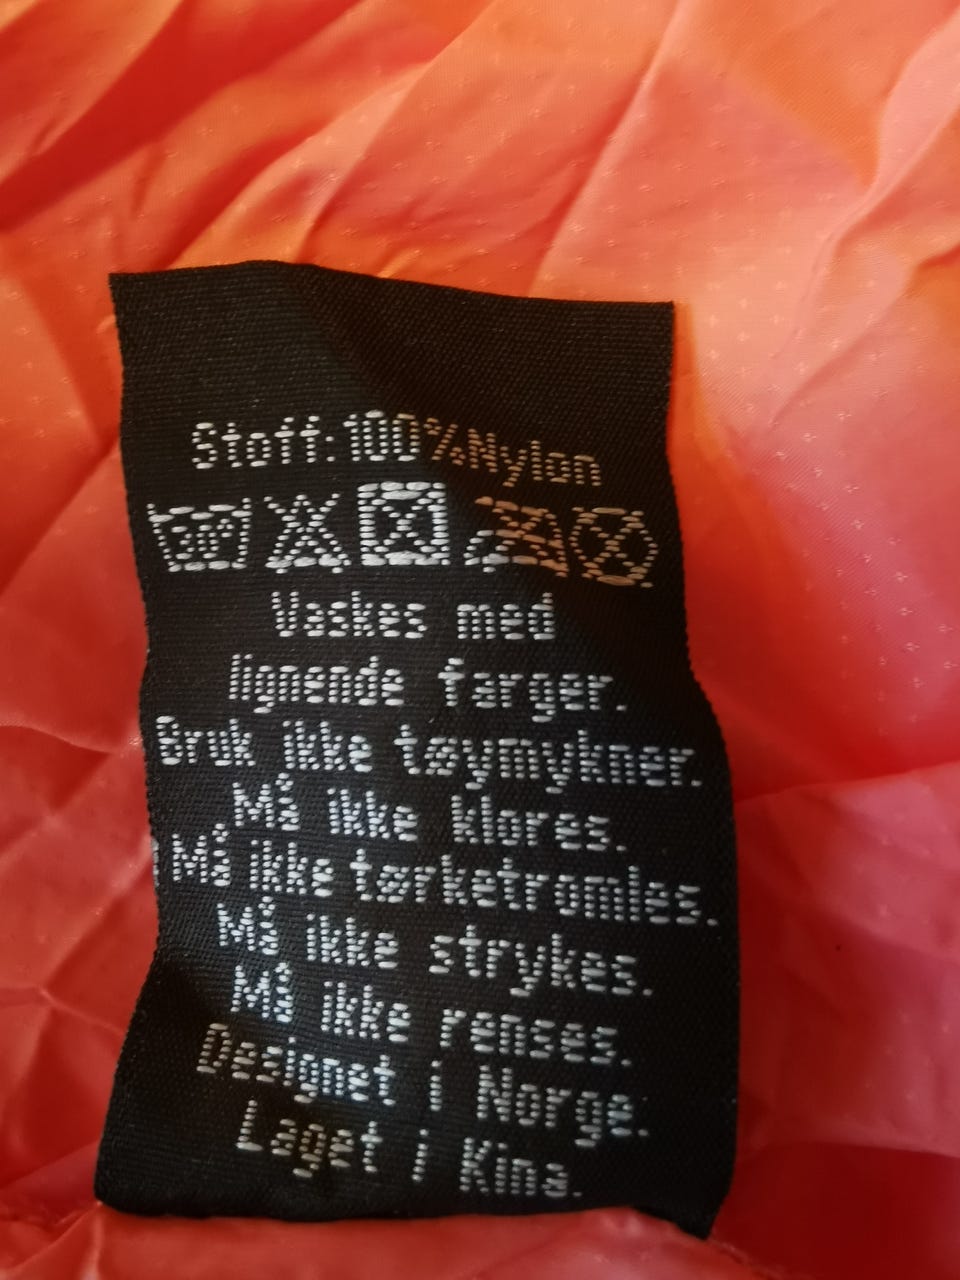 Stoff:100%Nylon
30°
Vaskes med
lignende farger.
Bruk ikke tøymykner.
Må ikke klores.
Må ikke tørketromles.
Må ikke strykes.
Må ikke renses.
Designet i Norge.
Laget i Kina.